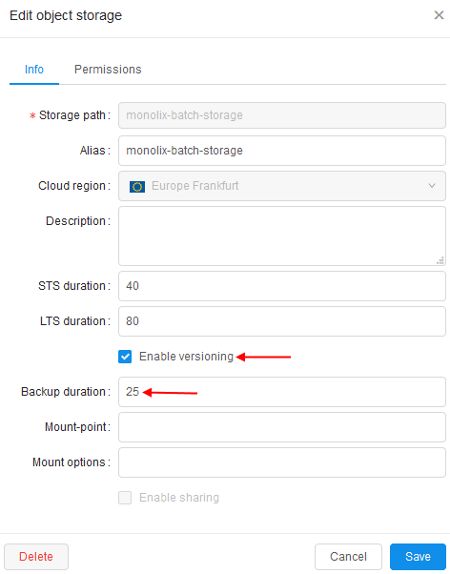 Edit object storage ×
Info Permissions
* Storage path: monolix-batch-storage
Alias: monolix-batch-storage
Cloud region: Europe Frankfurt
Description:
STS duration: 40
LTS duration: 80
Enable versioning
Backup duration: 25
Mount-point:
Mount options:
Enable sharing
Delete Cancel Save